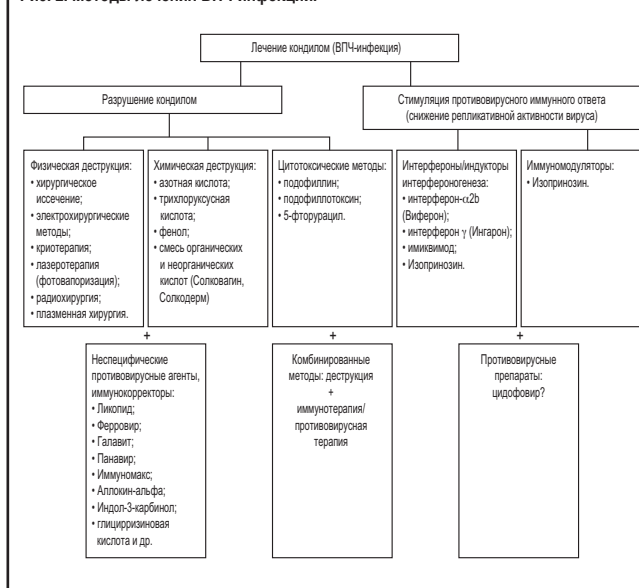 Рис. 2. Методы лечения ВПЧ-инфекции.
Лечение кондилом (ВПЧ-инфекция)
Разрушение кондилом
Стимуляция противовирусного иммунного ответа
(снижение репликативной активности вируса)
Физическая деструкция:
• хирургическое
иссечение;
• электрохирургические
методы;
• криотерапия;
• лазеротерапия
(фотовапоризация);
• радиохирургия;
• плазменная хирургия.
Химическая деструкция:
• азотная кислота;
• трихлоруксусная
кислота;
• фенол;
• смесь органических
и неорганических
кислот (Солковагин,
Солкодерм)
Цитотоксические методы:
• подофиллин;
• подофиллотоксин;
• 5-фторурацил.
Интерфероны/индукторы
интерфероногенеза:
• интерферон-α2b
(Виферон);
• интерферон γ (Ингарон);
• имиквимод;
• Изопринозин.
Иммуномодуляторы:
• Изопринозин.
+
+
+
Неспецифические
противовирусные агенты,
иммунокорректоры:
• Ликопид;
• Ферровир;
• Галавит;
• Панавир;
• Иммуномакс;
• Аллокин-альфа;
• Индол-3-карбинол;
• глицирризиновая
кислота и др.
Комбинированные
методы: деструкция
+
иммунотерапия/
противовирусная
терапия
Противовирусные
препараты:
цидофовир?